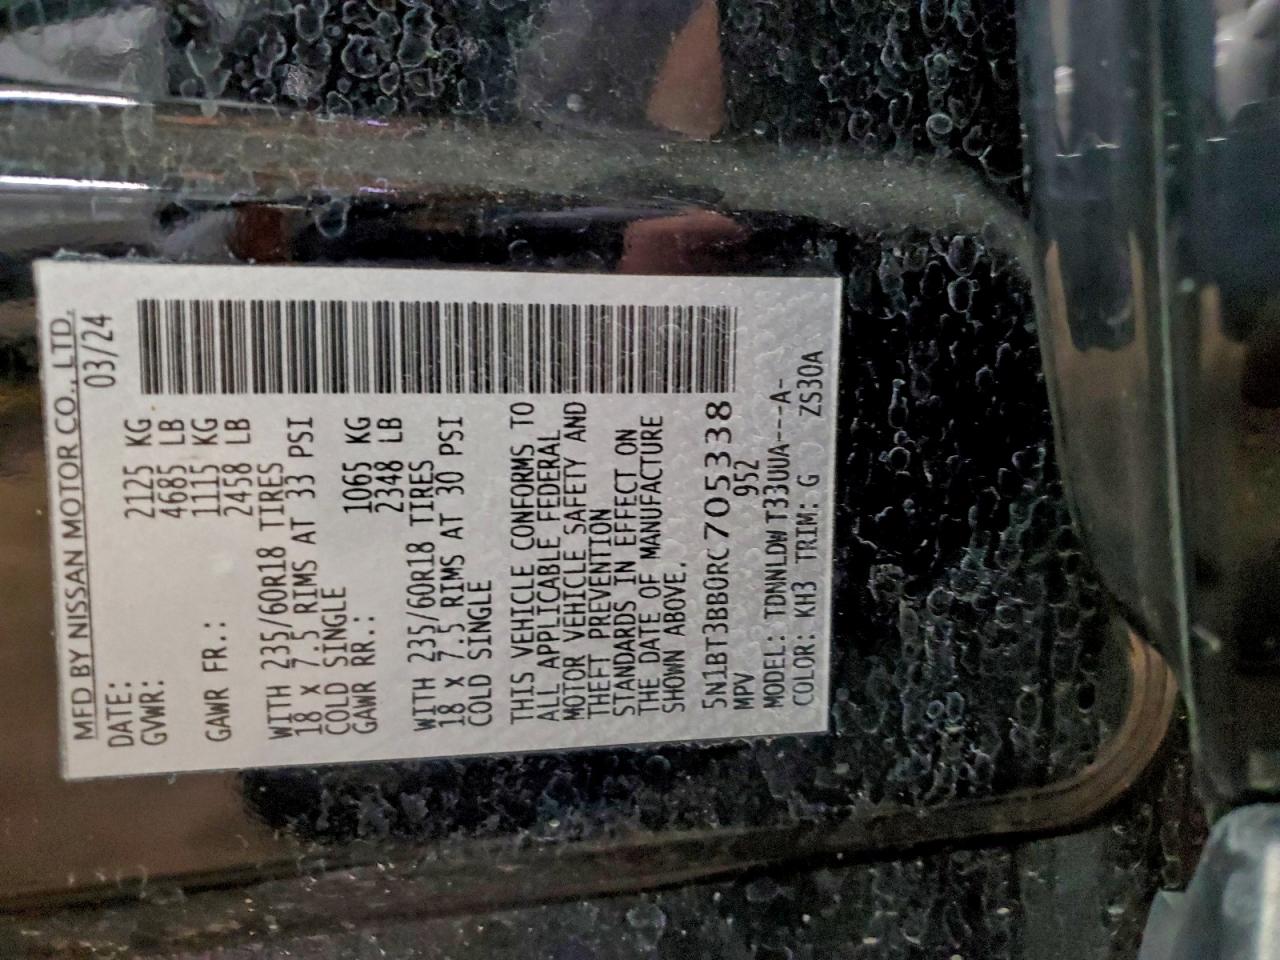 MFD BY NISSAN MOTOR CO., LTD.
DATE: 03/24
GVWR: 2125 KG
4685 LB
GAWR FR.: 1115 KG
2458 LB
WITH 235/60R18 TIRES
18 x 7.5 RIMS AT 33 PSI
COLD SINGLE
GAWR RR.: 1065 KG
2348 LB
WITH 235/60R18 TIRES
18 x 7.5 RIMS AT 30 PSI
COLD SINGLE
THIS VEHICLE CONFORMS TO
ALL APPLICABLE FEDERAL
MOTOR VEHICLE SAFETY AND
THEFT PREVENTION
STANDARDS IN EFFECT ON
THE DATE OF MANUFACTURE
SHOWN ABOVE.
5N1BT3BB0RC705338
MPV 952
MODEL: TDNNLDW T33UUA---A-
COLOR: KH3 TRIM: G ZS30A